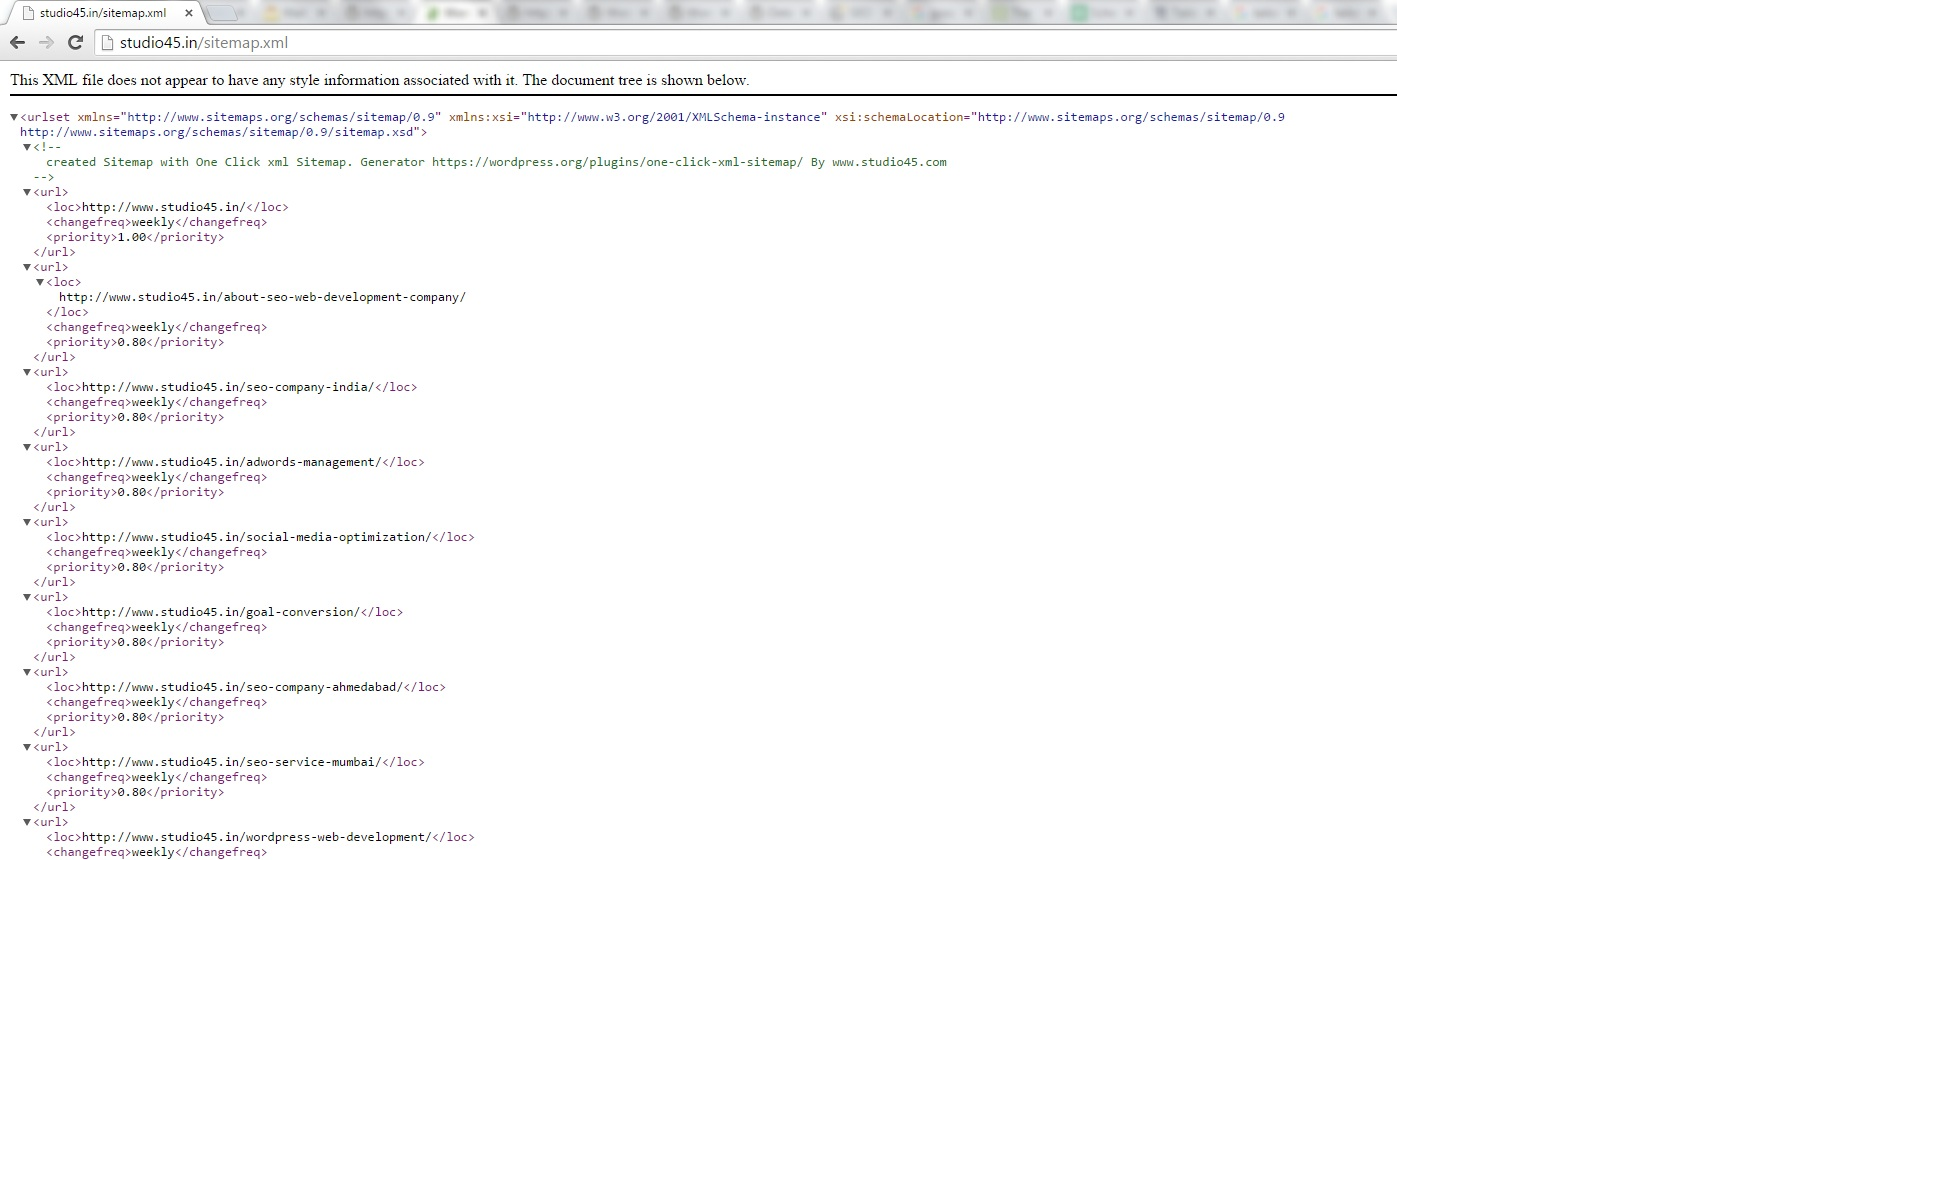 studio45.in/sitemap.xml
studio45.in/sitemap.xml
This XML file does not appear to have any style information associated with it. The document tree is shown below.
<urlset xmlns="http://www.sitemaps.org/schemas/sitemap/0.9" xmlns:xsi="http://www.w3.org/2001/XMLSchema-instance" xsi:schemaLocation="http://www.sitemaps.org/schemas/sitemap/0.9
http://www.sitemaps.org/schemas/sitemap/0.9/sitemap.xsd">
<!--
created Sitemap with One Click xml Sitemap. Generator https://wordpress.org/plugins/one-click-xml-sitemap/ By www.studio45.com
-->
<url>
<loc>http://www.studio45.in/</loc>
<changefreq>weekly</changefreq>
<priority>1.00</priority>
</url>
<url>
<loc>
http://www.studio45.in/about-seo-web-development-company/
</loc>
<changefreq>weekly</changefreq>
<priority>0.80</priority>
</url>
<url>
<loc>http://www.studio45.in/seo-company-india/</loc>
<changefreq>weekly</changefreq>
<priority>0.80</priority>
</url>
<url>
<loc>http://www.studio45.in/adwords-management/</loc>
<changefreq>weekly</changefreq>
<priority>0.80</priority>
</url>
<url>
<loc>http://www.studio45.in/social-media-optimization/</loc>
<changefreq>weekly</changefreq>
<priority>0.80</priority>
</url>
<url>
<loc>http://www.studio45.in/goal-conversion/</loc>
<changefreq>weekly</changefreq>
<priority>0.80</priority>
</url>
<url>
<loc>http://www.studio45.in/seo-company-ahmedabad/</loc>
<changefreq>weekly</changefreq>
<priority>0.80</priority>
</url>
<url>
<loc>http://www.studio45.in/seo-service-mumbai/</loc>
<changefreq>weekly</changefreq>
<priority>0.80</priority>
</url>
<url>
<loc>http://www.studio45.in/wordpress-web-development/</loc>
<changefreq>weekly</changefreq>